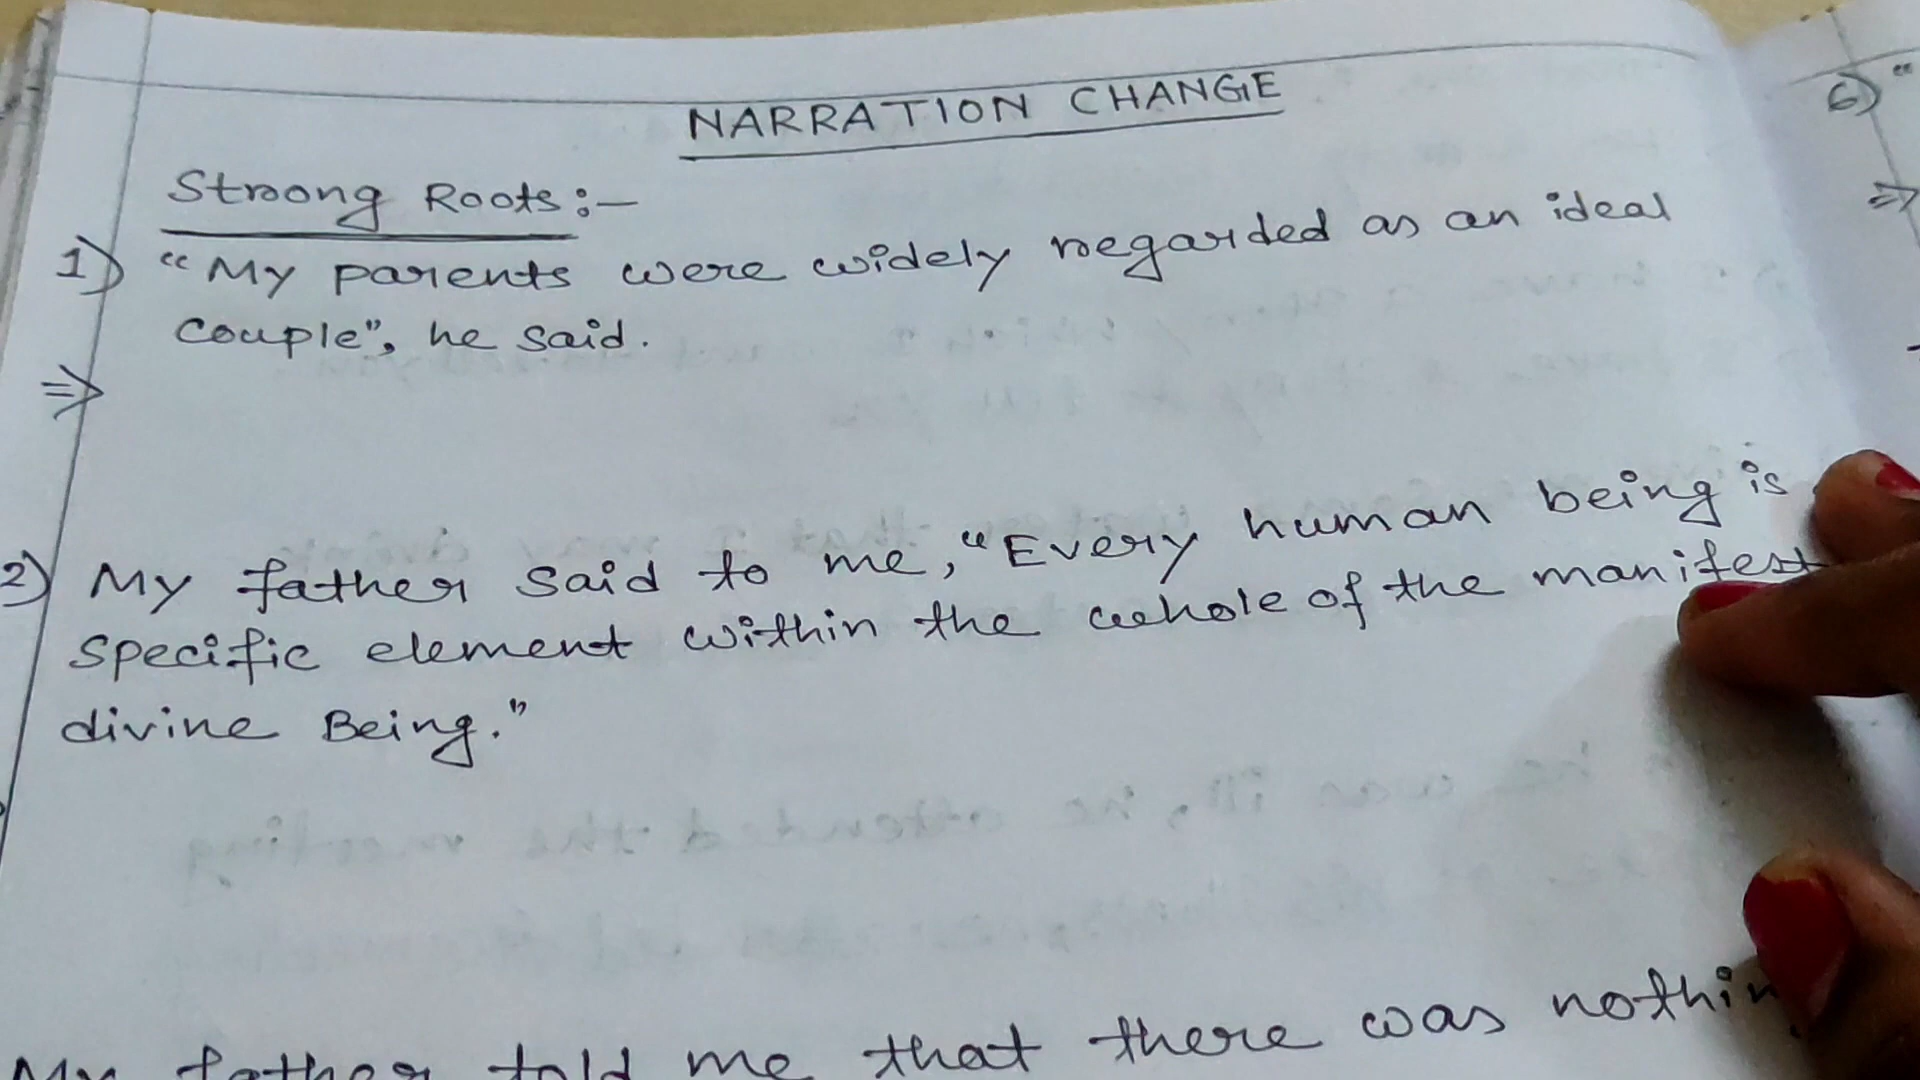 NARRATION CHANGE
Strong Roots:-
1) "My parents were widely regarded as an ideal
couple", he said.
⇒
2) My father said to me, "Every human being is
specific element within the whole of the manifest
divine Being."
My father told me that there was
6) "
⇒